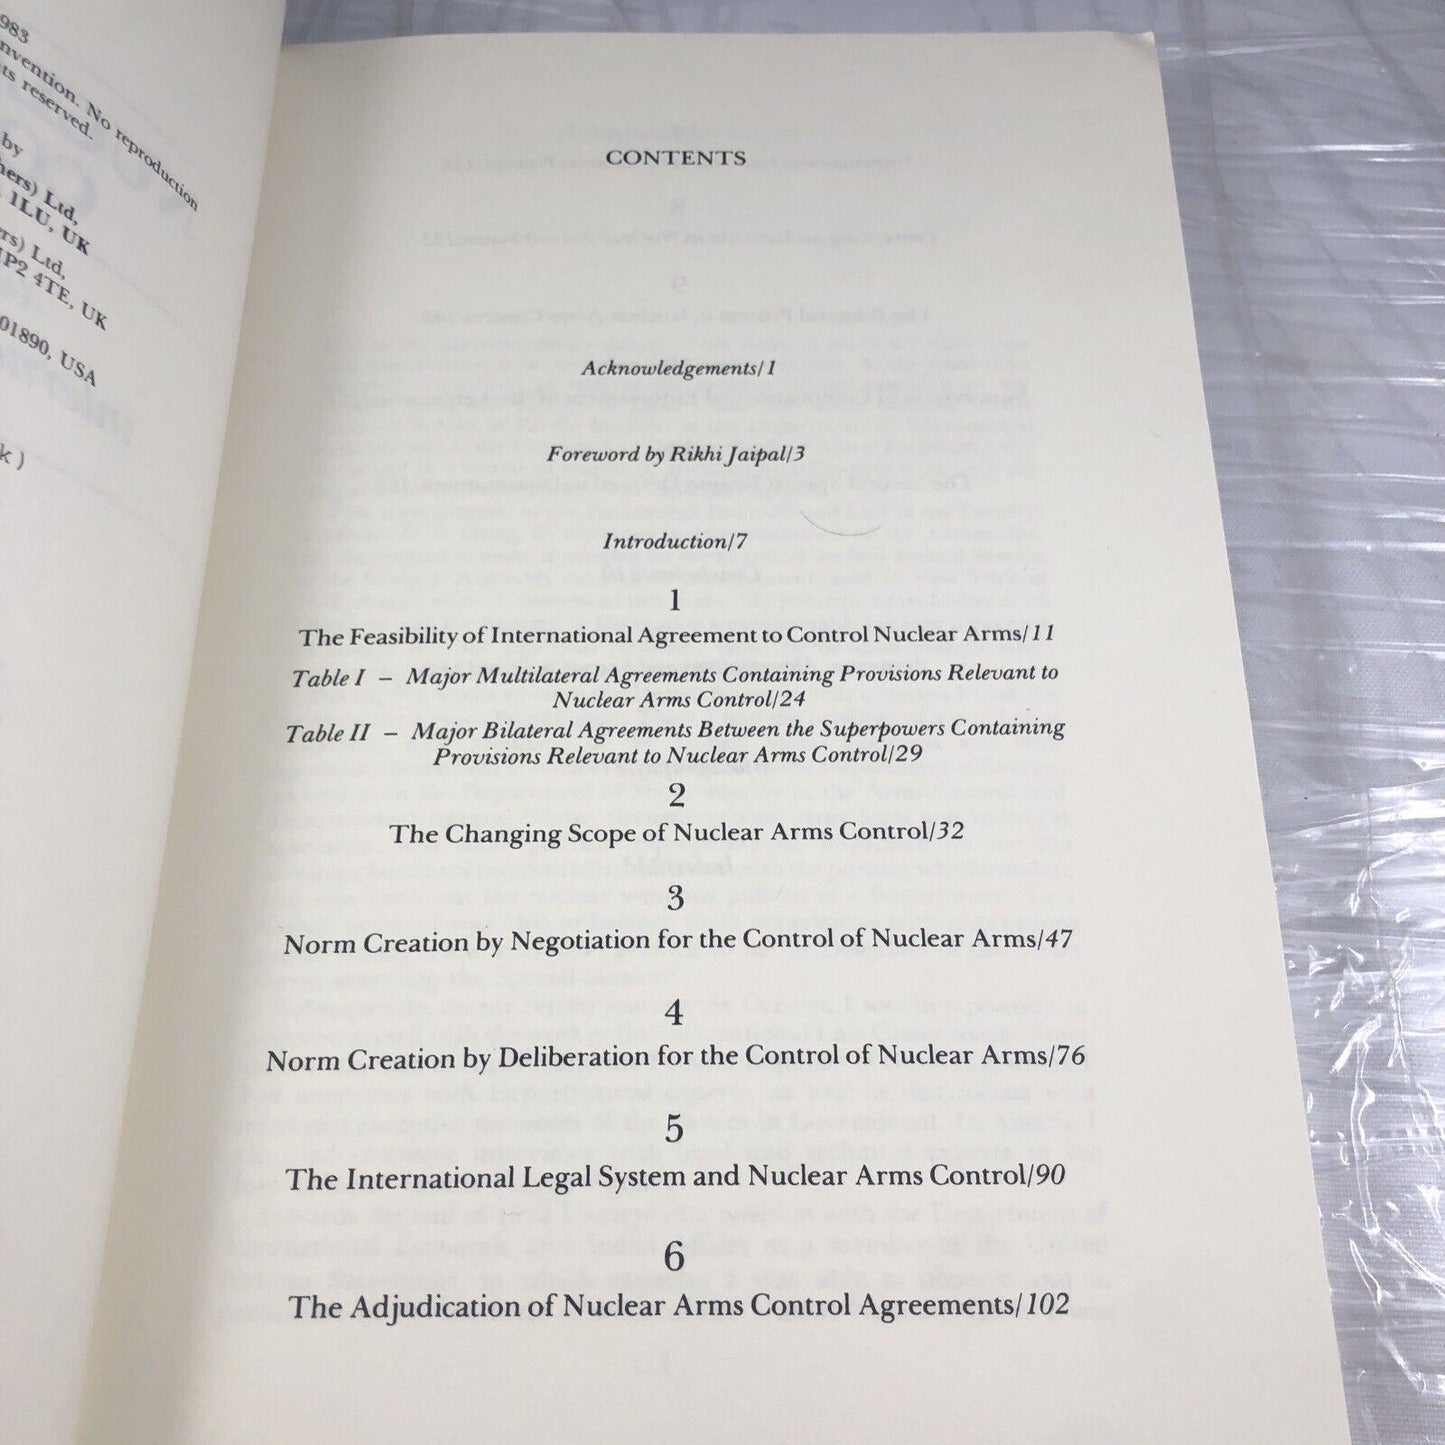 983
nvention. No reproduction
ts reserved.
by
hers) Ltd,
1LU, UK
ers) Ltd,
HP2 4TE, UK
01890, USA
k)
CONTENTS
Acknowledgements/1
Foreword by Rikhi Jaipal/3
Introduction/7
1
The Feasibility of International Agreement to Control Nuclear Arms/11
Table I – Major Multilateral Agreements Containing Provisions Relevant to
Nuclear Arms Control/24
Table II – Major Bilateral Agreements Between the Superpowers Containing
Provisions Relevant to Nuclear Arms Control/29
2
The Changing Scope of Nuclear Arms Control/32
3
Norm Creation by Negotiation for the Control of Nuclear Arms/47
4
Norm Creation by Deliberation for the Control of Nuclear Arms/76
5
The International Legal System and Nuclear Arms Control/90
6
The Adjudication of Nuclear Arms Control Agreements/102